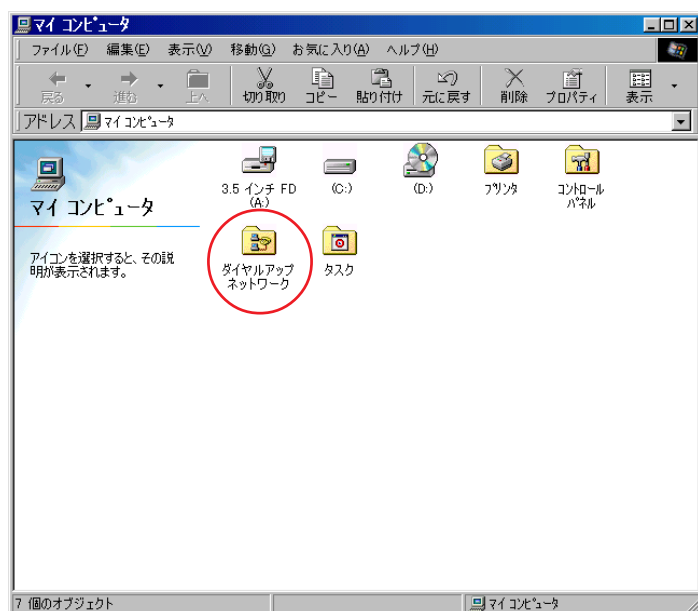 マイ コンピュータ
ファイル(F) 編集(E) 表示(V) 移動(G) お気に入り(A) ヘルプ(H)
戻る 進む 上へ 切り取り コピー 貼り付け 元に戻す 削除 プロパティ 表示
アドレス マイ コンピュータ
マイ コンピュータ
アイコンを選択すると、その説
明が表示されます。
3.5 インチ FD
(A:)
(C:)
(D:)
プリンタ
コントロール
パネル
ダイヤルアップ
ネットワーク
タスク
7 個のオブジェクト
マイ コンピュータ